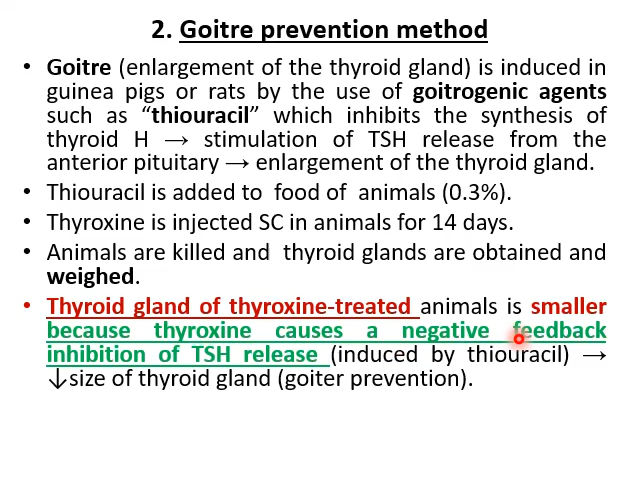 2. Goitre prevention method
• Goitre (enlargement of the thyroid gland) is induced in
guinea pigs or rats by the use of goitrogenic agents
such as “thiouracil” which inhibits the synthesis of
thyroid H → stimulation of TSH release from the
anterior pituitary → enlargement of the thyroid gland.
• Thiouracil is added to food of animals (0.3%).
• Thyroxine is injected SC in animals for 14 days.
• Animals are killed and thyroid glands are obtained and
weighed.
• Thyroid gland of thyroxine-treated animals is smaller
because thyroxine causes a negative feedback
inhibition of TSH release (induced by thiouracil) →
↓size of thyroid gland (goiter prevention).